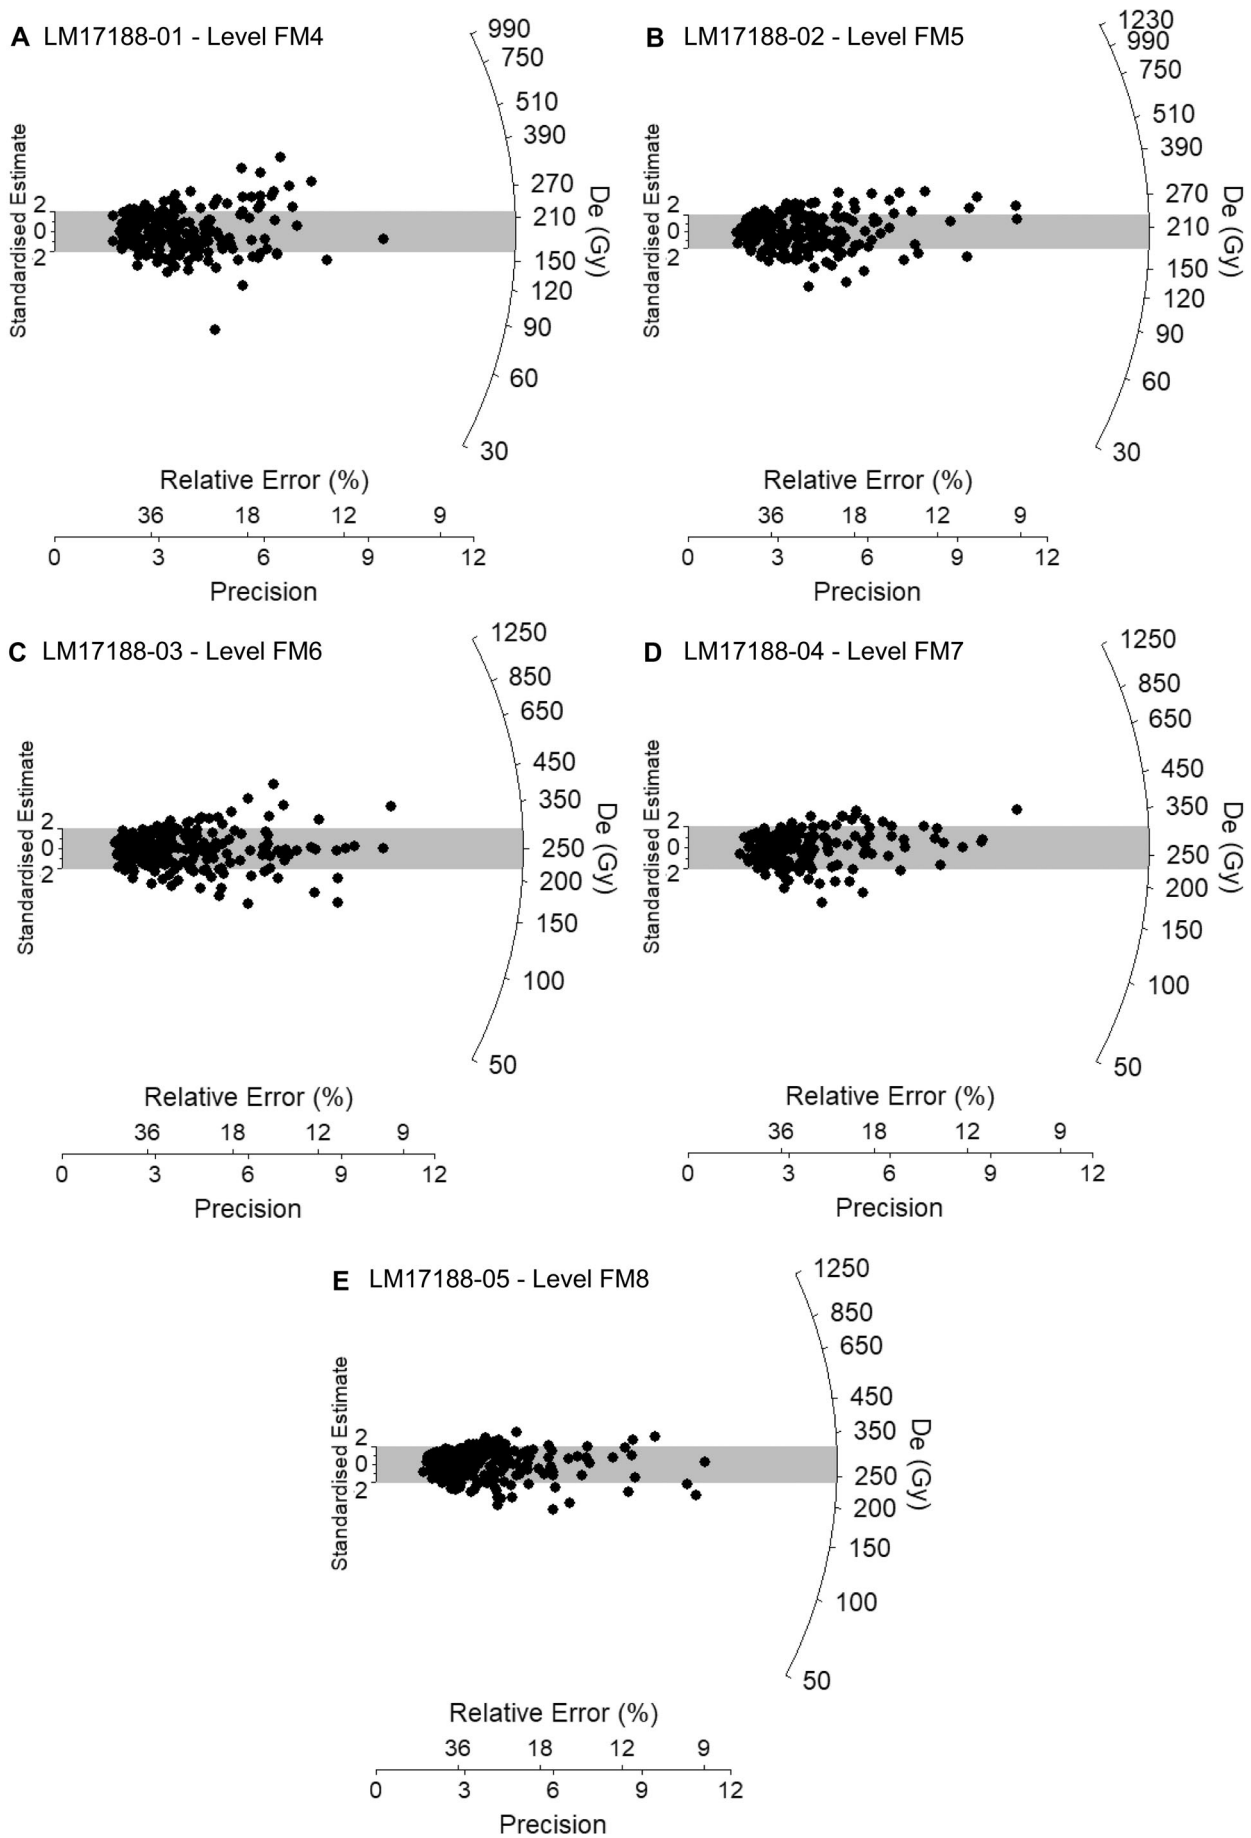 A LM17188-01 - Level FM4
990
750
510
390
270
210
150
120
90
60
30
De (Gy)
Standardised Estimate
2
0
-2
Relative Error (%)
36 18 12 9
0 3 6 9 12
Precision
B LM17188-02 - Level FM5
1230
990
750
510
390
270
210
150
120
90
60
30
De (Gy)
Standardised Estimate
2
0
-2
Relative Error (%)
36 18 12 9
0 3 6 9 12
Precision
C LM17188-03 - Level FM6
1250
850
650
450
350
250
200
150
100
50
De (Gy)
Standardised Estimate
2
0
2
Relative Error (%)
36 18 12 9
0 3 6 9 12
Precision
D LM17188-04 - Level FM7
1250
850
650
450
350
250
200
150
100
50
De (Gy)
Standardised Estimate
2
0
-2
Relative Error (%)
36 18 12 9
0 3 6 9 12
Precision
E LM17188-05 - Level FM8
1250
850
650
450
350
250
200
150
100
50
De (Gy)
Standardised Estimate
2
0
2
Relative Error (%)
36 18 12 9
0 3 6 9 12
Precision